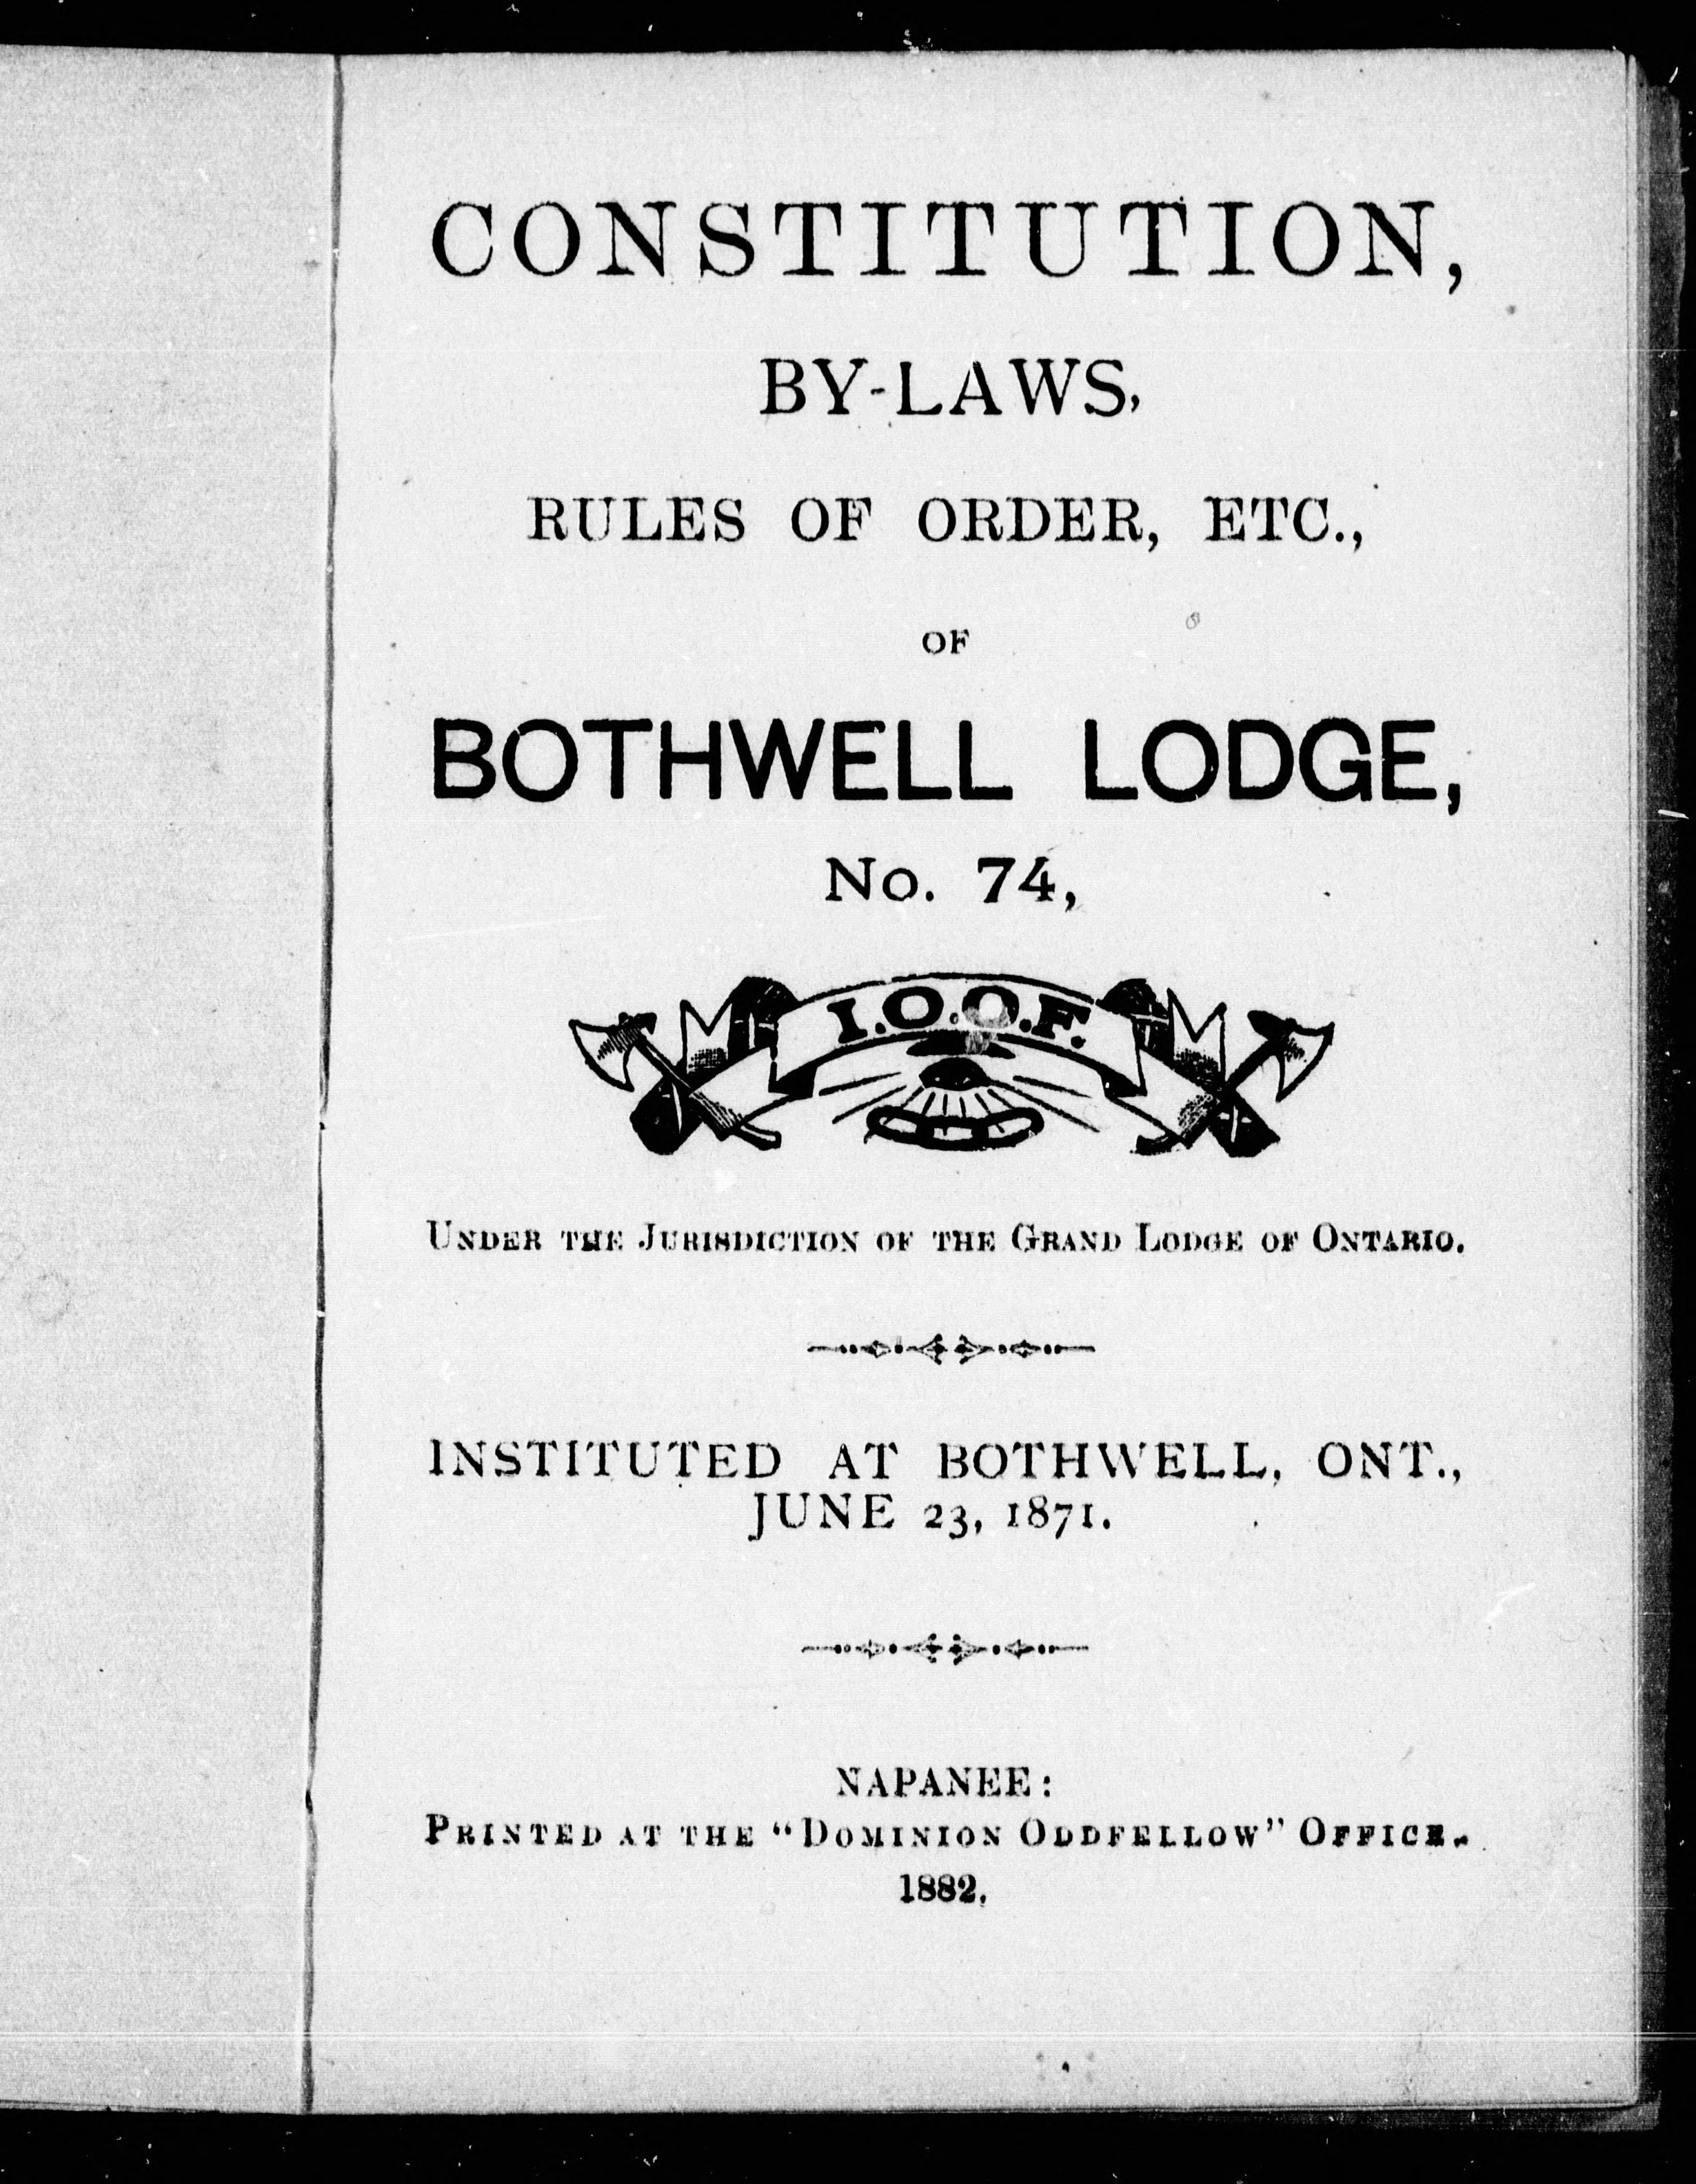 CONSTITUTION,
BY-LAWS,
RULES OF ORDER, ETC.,
OF
BOTHWELL LODGE,
No. 74,
I.O.O.F.
UNDER THE JURISDICTION OF THE GRAND LODGE OF ONTARIO.
INSTITUTED AT BOTHWELL, ONT.,
JUNE 23, 1871.
NAPANEE:
PRINTED AT THE "DOMINION ODDFELLOW" OFFICE.
1882.